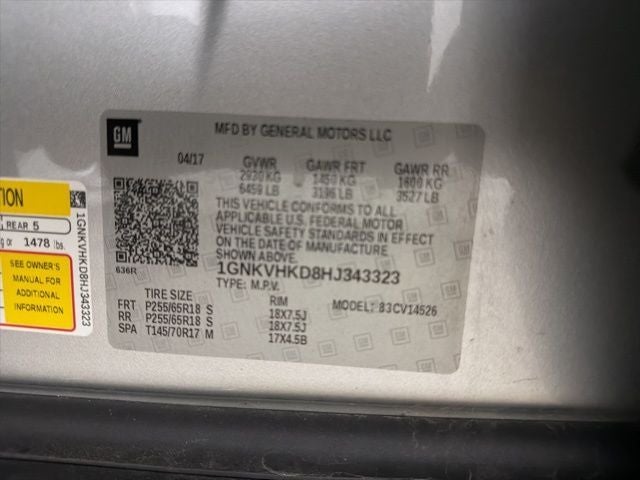 GM
MFD BY GENERAL MOTORS LLC
04/17 GVWR GAWR FRT GAWR RR
2930 KG 1450 KG 1600 KG
6459 LB 3196 LB 3527 LB
THIS VEHICLE CONFORMS TO ALL
APPLICABLE U.S. FEDERAL MOTOR
VEHICLE SAFETY STANDARDS IN EFFECT
ON THE DATE OF MANUFACTURE
SHOWN ABOVE.
636R
1GNKVHKD8HJ343323
TYPE: M.P.V.
TIRE SIZE RIM MODEL: 83CV14526
FRT P255/65R18 S 18X7.5J
RR P255/65R18 S 18X7.5J
SPA T145/70R17 M 17X4.5B
REAR 5
or 1478 lbs.
SEE OWNER'S
MANUAL FOR
ADDITIONAL
INFORMATION
1GNKVHKD8HJ343323